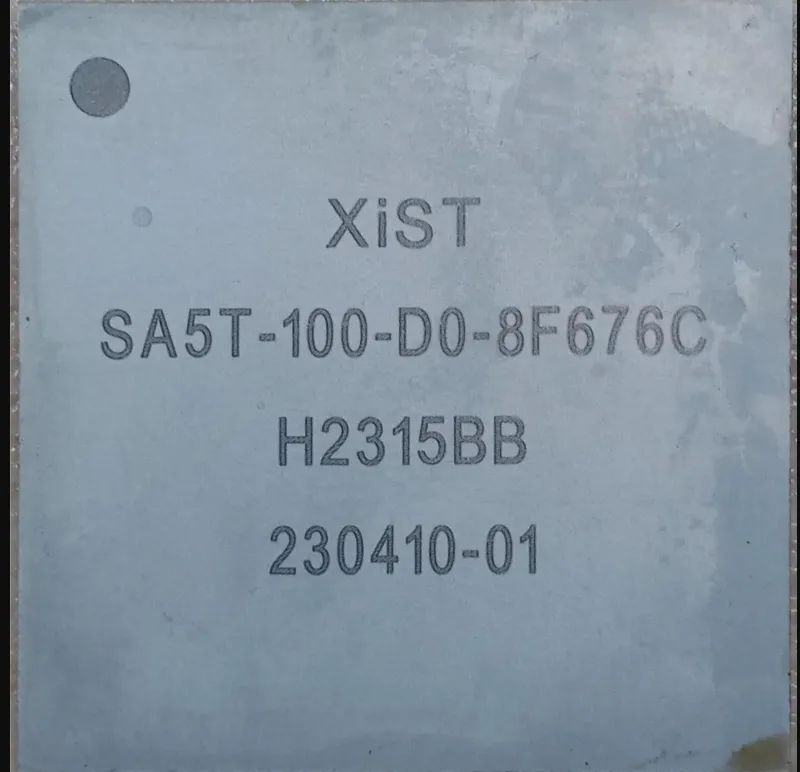 XiST
SA5T-100-D0-8F676C
H2315BB
230410-01